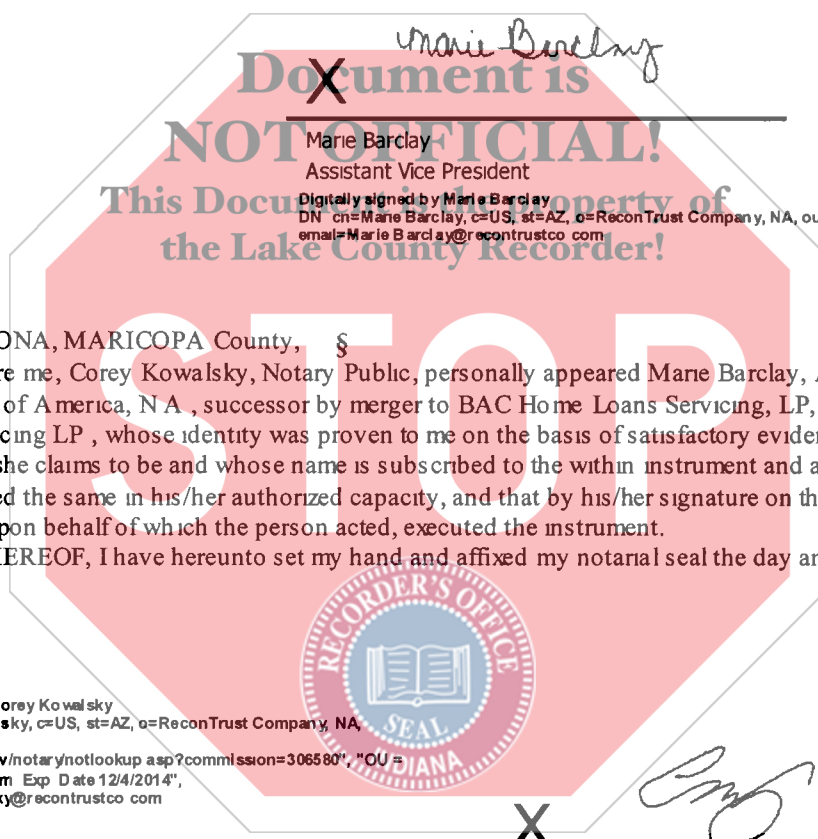 Marie Barclay
Document is
X
NOT OFFICIAL!
Marie Barclay
Assistant Vice President
This Document is the property of
Digitally signed by Marie Barclay
DN cn=Marie Barclay, c=US, st=AZ, o=ReconTrust Company, NA, ou
email=Marie Barclay@recontrustco com
the Lake County Recorder!
STOP
ONA, MARICOPA County, §
re me, Corey Kowalsky, Notary Public, personally appeared Marie Barclay, A
of America, N A , successor by merger to BAC Home Loans Servicing, LP,
cing LP , whose identity was proven to me on the basis of satisfactory eviden
she claims to be and whose name is subscribed to the within instrument and a
ed the same in his/her authorized capacity, and that by his/her signature on th
pon behalf of which the person acted, executed the instrument.
HEREOF, I have hereunto set my hand and affixed my notarial seal the day an
RECORDER'S OFFICE
SEAL
INDIANA
orey Kowalsky
sky, c=US, st=AZ, o=ReconTrust Company, NA,
v/notary/notlookup asp?commission=306580", "OU =
m Exp Date 12/4/2014",
ky@recontrustco com
X